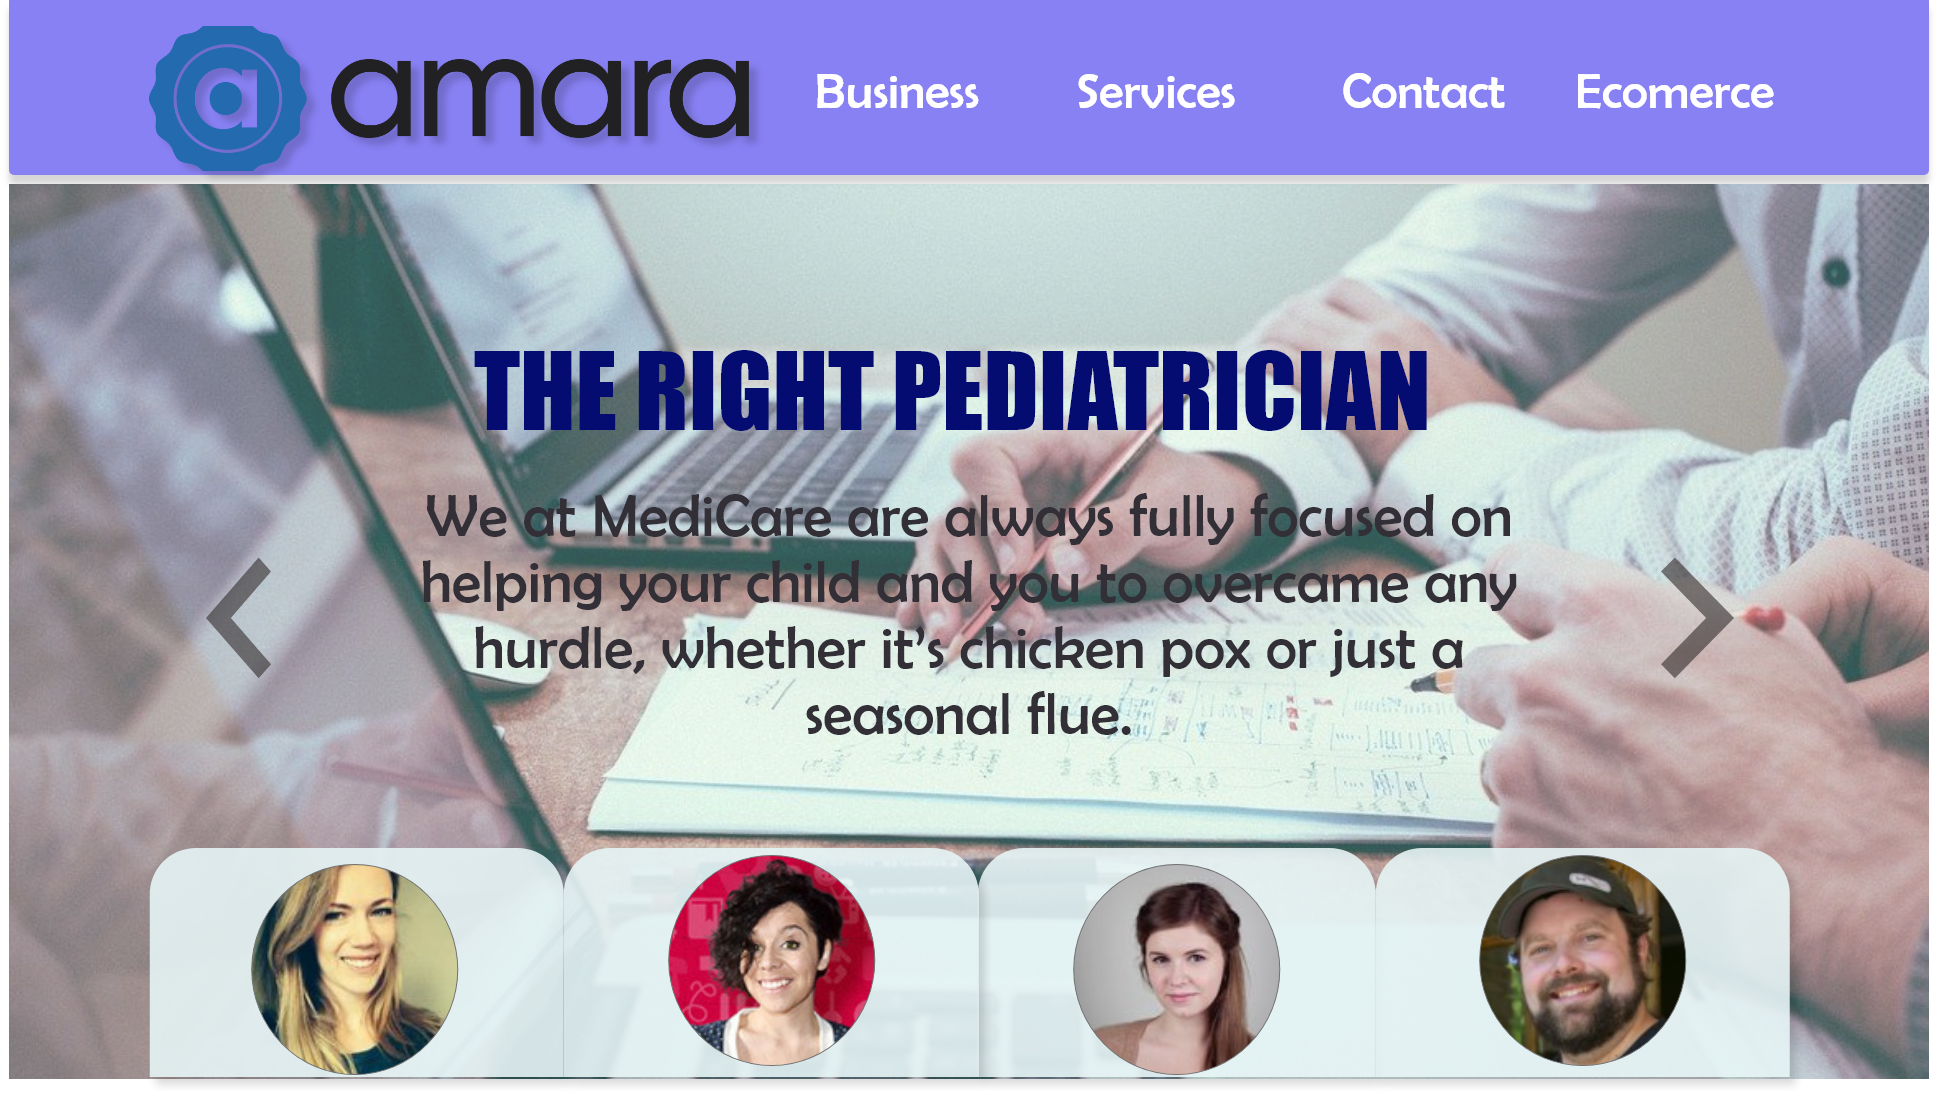 a amara
Business Services Contact Ecomerce
THE RIGHT PEDIATRICIAN
We at MediCare are always fully focused on
helping your child and you to overcame any
hurdle, whether it's chicken pox or just a
seasonal flue.